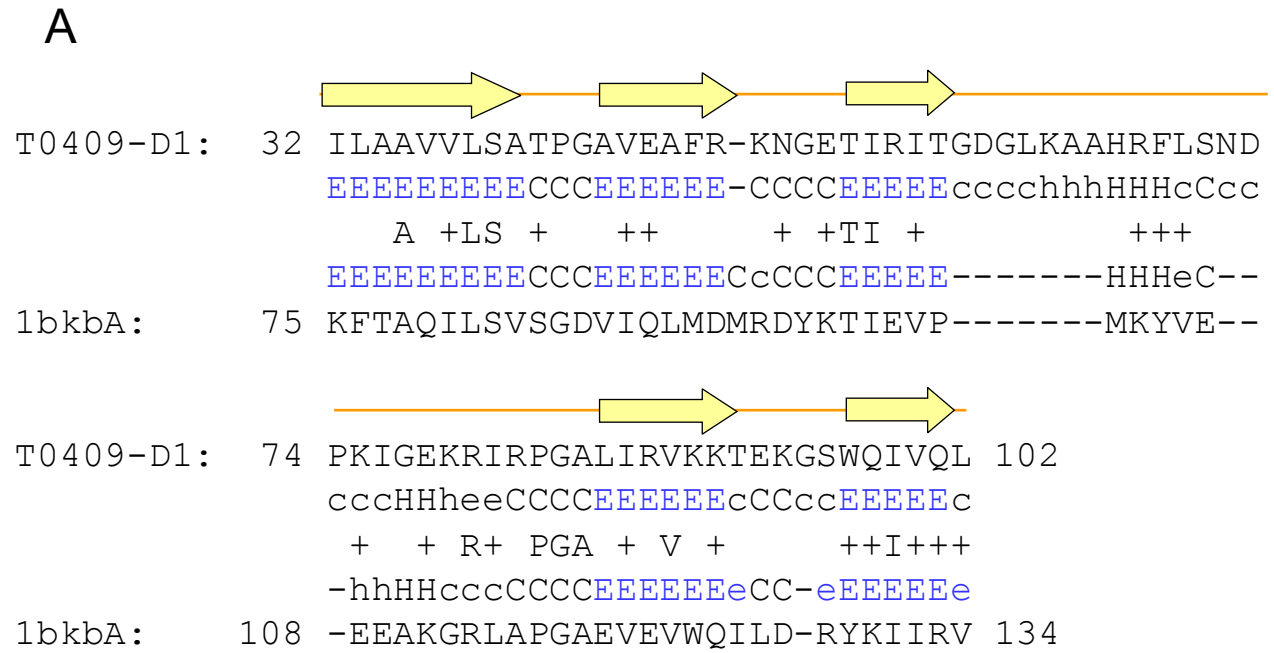 A
T0409-D1: 32 ILAAVVLSATPGAVEAFR-KNGETIRITGDGLKAAHRFLSND
EEEEEEEEECCCEEEEEE-CCCCEEEEEcccchhhHHHcCcc
A +LS + ++ + +TI + +++
EEEEEEEEECCCEEEEEECcCCCEEEEE-------HHHeC--
1bkbA: 75 KFTAQILSVSGDVIQLMDMRDYKTIEVP-------MKYVE--
T0409-D1: 74 PKIGEKRIRPGALIRVKKTEKGSWQIVQL 102
cccHHheeCCCCEEEEEEcCCccEEEEEc
+ + R+ PGA + V + ++I+++
-hhHHcccCCCCEEEEEEeCC-eEEEEEe
1bkbA: 108 -EEAKGRLAPGAEVEVWQILD-RYKIIRV 134